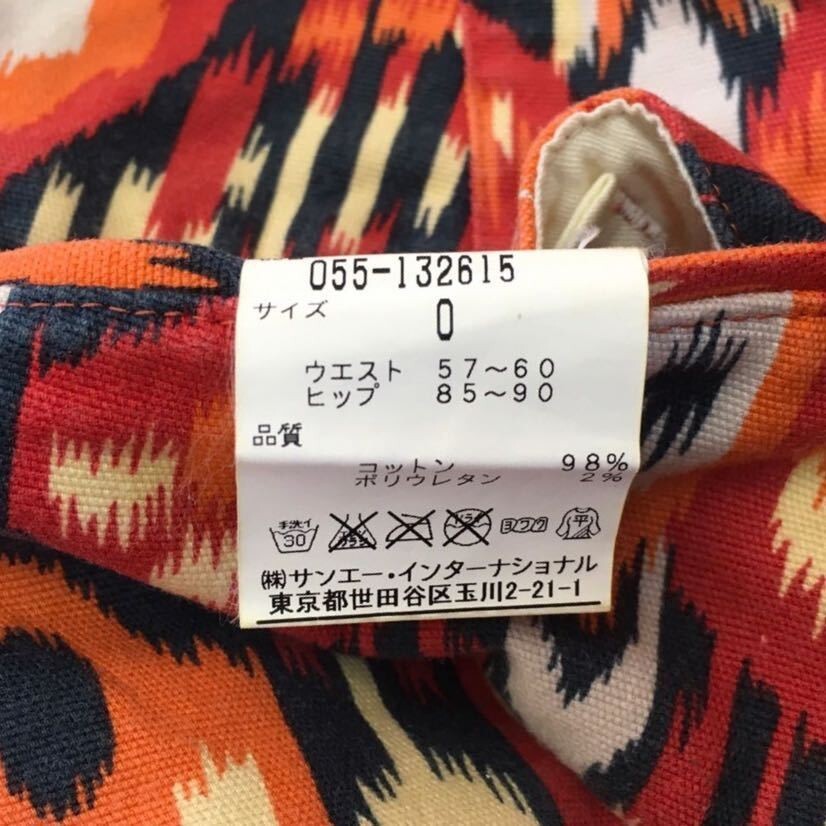 055-132615
サイズ 0
ウエスト 57〜60
ヒップ 85〜90
品質
コットン 98%
ポリウレタン 2%
手洗イ 30 ヨワク 平
㈱サンエー・インターナショナル
東京都世田谷区玉川2-21-1